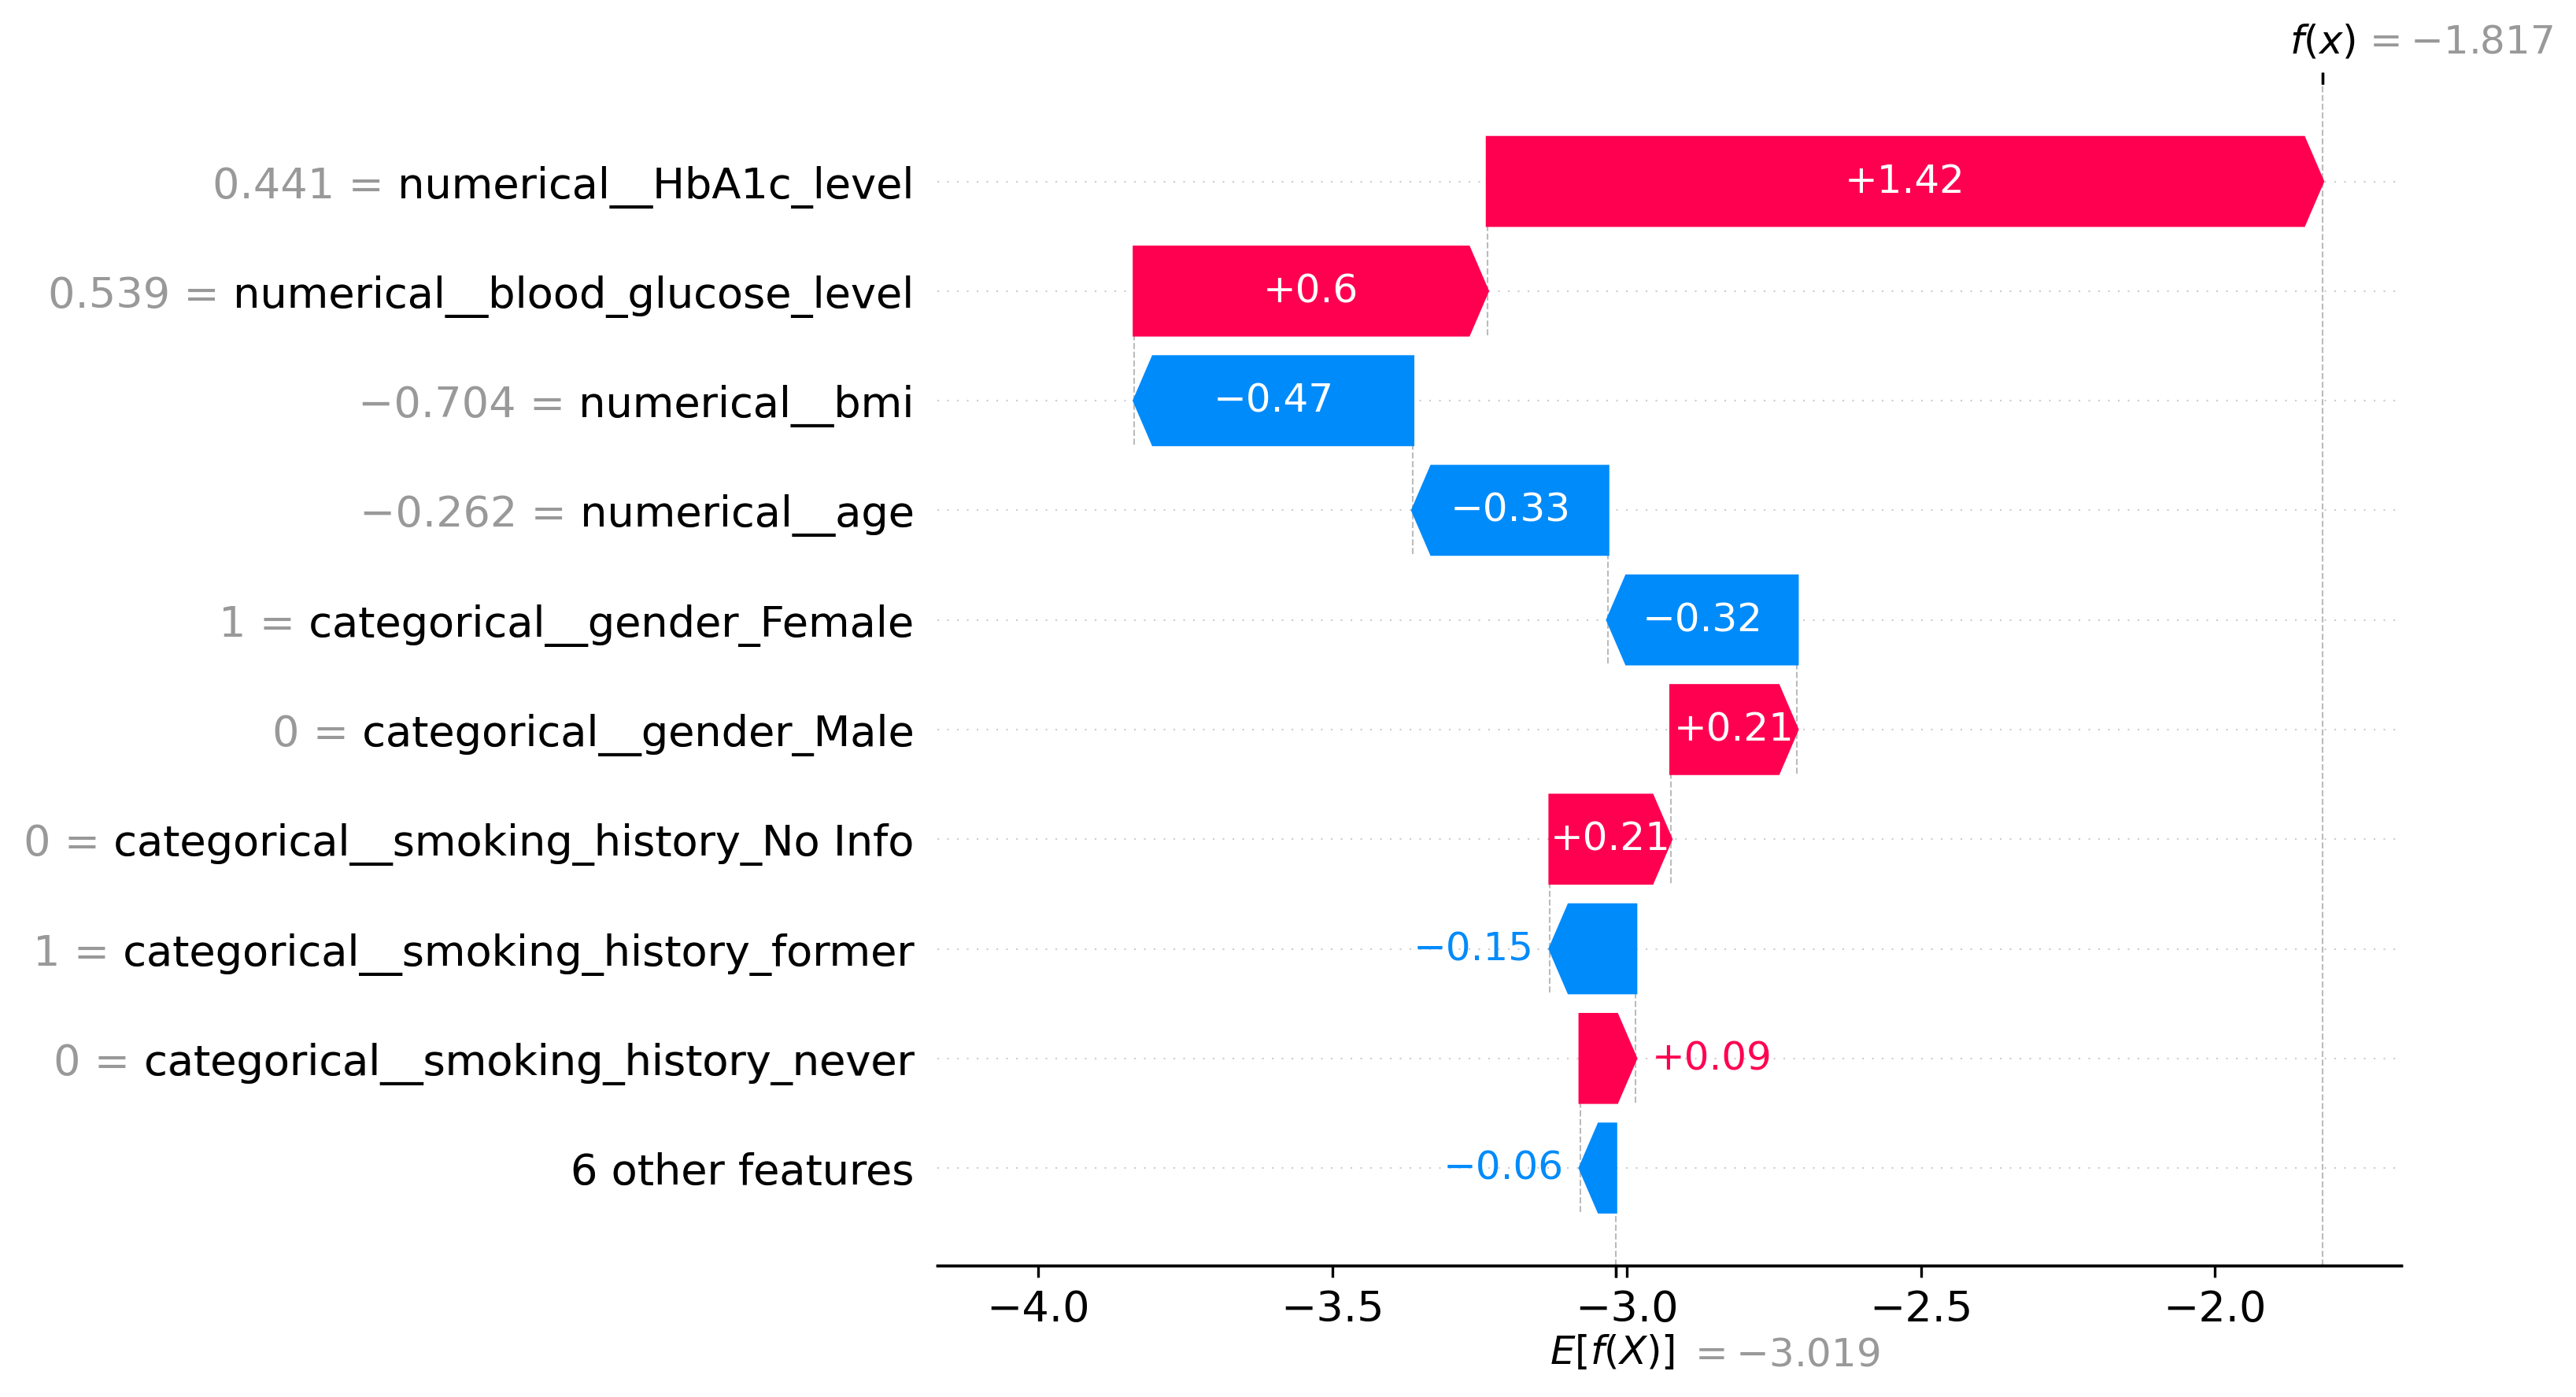 f(x) = −1.817
0.441 = numerical__HbA1c_level +1.42
0.539 = numerical__blood_glucose_level +0.6
−0.704 = numerical__bmi −0.47
−0.262 = numerical__age −0.33
1 = categorical__gender_Female −0.32
0 = categorical__gender_Male +0.21
0 = categorical__smoking_history_No Info +0.21
1 = categorical__smoking_history_former −0.15
0 = categorical__smoking_history_never +0.09
6 other features −0.06
−4.0 −3.5 −3.0 −2.5 −2.0
E[f(X)] = −3.019